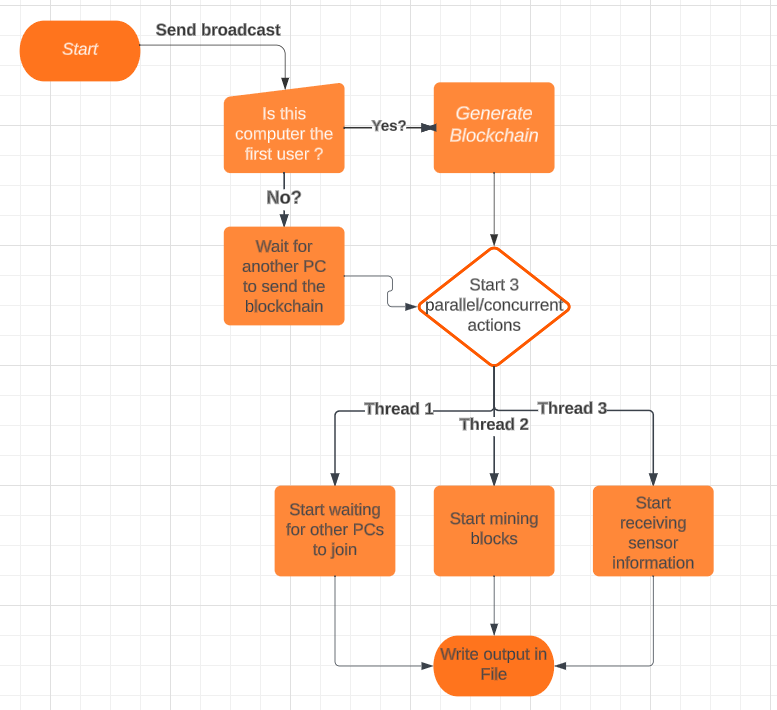 Send broadcast
Start
Is this
computer the
first user ?
Yes?
Generate
Blockchain
No?
Wait for
another PC
to send the
blockchain
Start 3
parallel/concurrent
actions
Thread 1
Thread 2
Thread 3
Start waiting
for other PCs
to join
Start mining
blocks
Start
receiving
sensor
information
Write output in
File